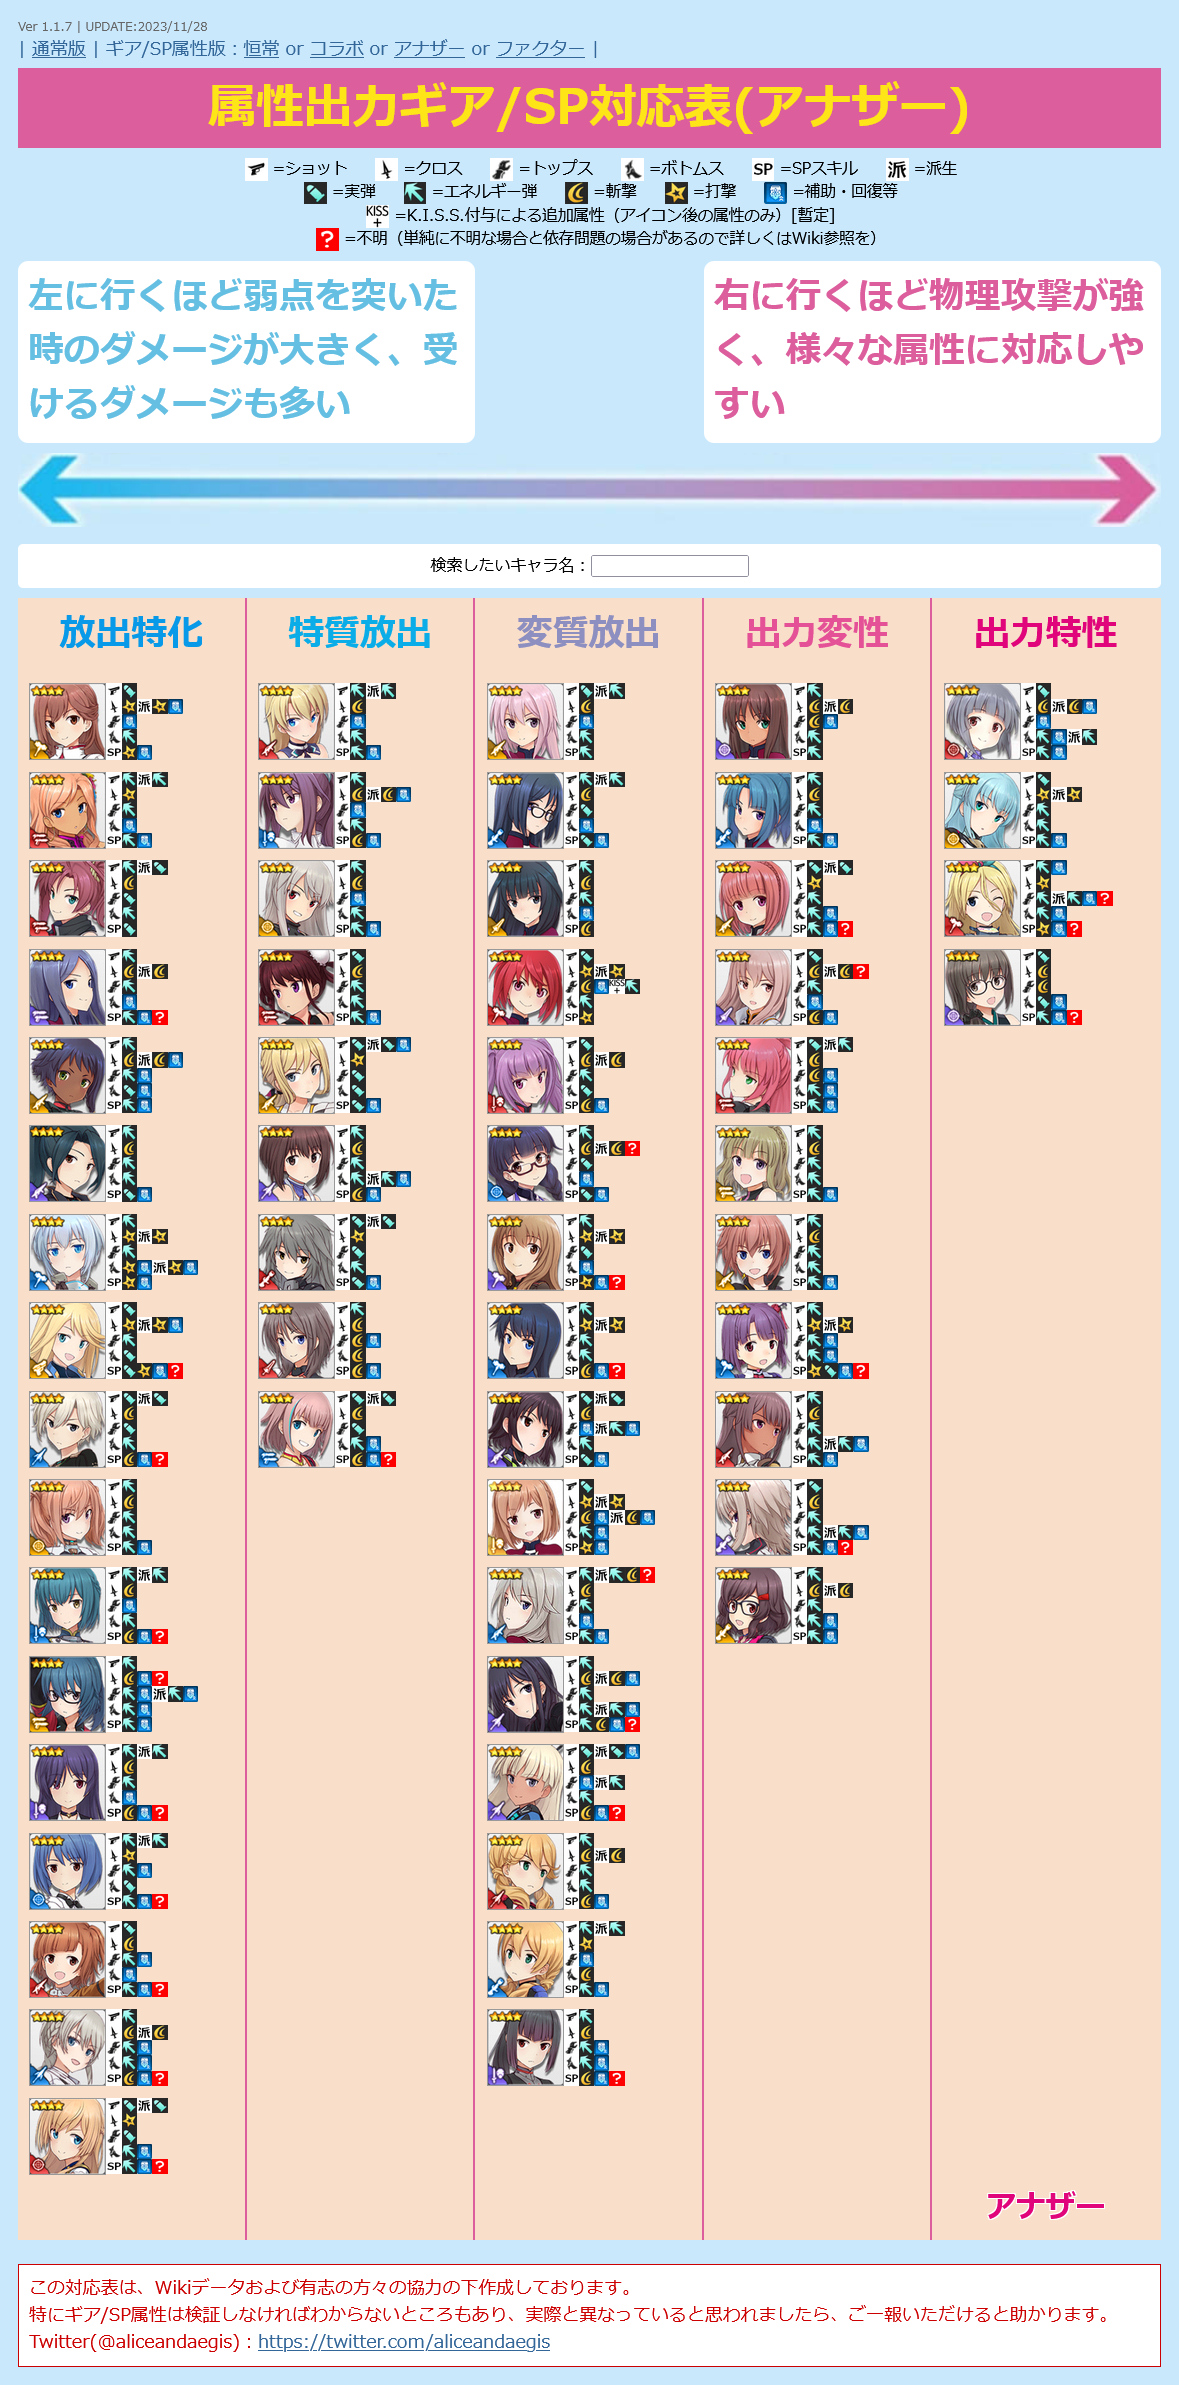 Ver 1.1.7 | UPDATE:2023/11/28
| 通常版 | ギア/SP属性版：恒常 or コラボ or アナザー or ファクター |
属性出力ギア/SP対応表(アナザー)
=ショット =クロス =トップス =ボトムス SP =SPスキル 派 =派生
=実弾 =エネルギー弾 =斬撃 =打撃 =補助・回復等
KISS+ =K.I.S.S.付与による追加属性（アイコン後の属性のみ）[暫定]
? =不明（単純に不明な場合と依存問題の場合があるので詳しくはWiki参照を）
左に行くほど弱点を突いた
時のダメージが大きく、受
けるダメージも多い
右に行くほど物理攻撃が強
く、様々な属性に対応しや
すい
検索したいキャラ名：
放出特化 特質放出 変質放出 出力変性 出力特性
アナザー
この対応表は、Wikiデータおよび有志の方々の協力の下作成しております。
特にギア/SP属性は検証しなければわからないところもあり、実際と異なっていると思われましたら、ご一報いただけると助かります。
Twitter(@aliceandaegis)：https://twitter.com/aliceandaegis